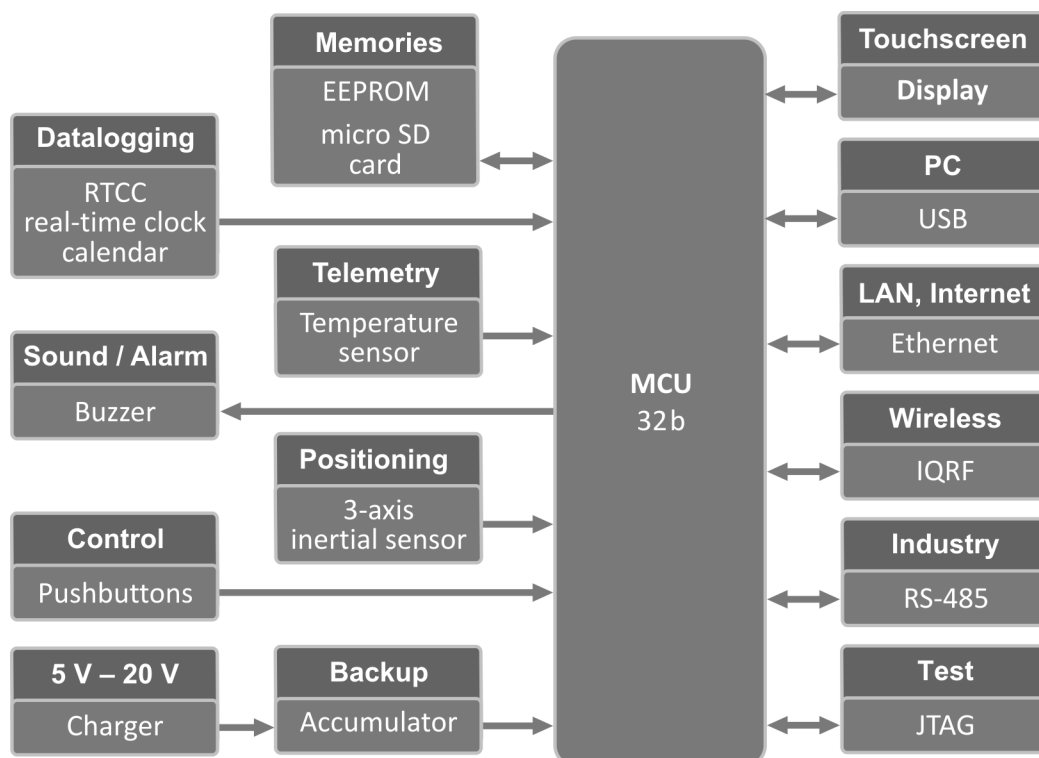 Memories
EEPROM
micro SD
card
Datalogging
RTCC
real-time clock
calendar
Telemetry
Temperature
sensor
Sound / Alarm
Buzzer
Positioning
3-axis
inertial sensor
Control
Pushbuttons
5 V – 20 V
Charger
Backup
Accumulator
MCU
32b
Touchscreen
Display
PC
USB
LAN, Internet
Ethernet
Wireless
IQRF
Industry
RS-485
Test
JTAG